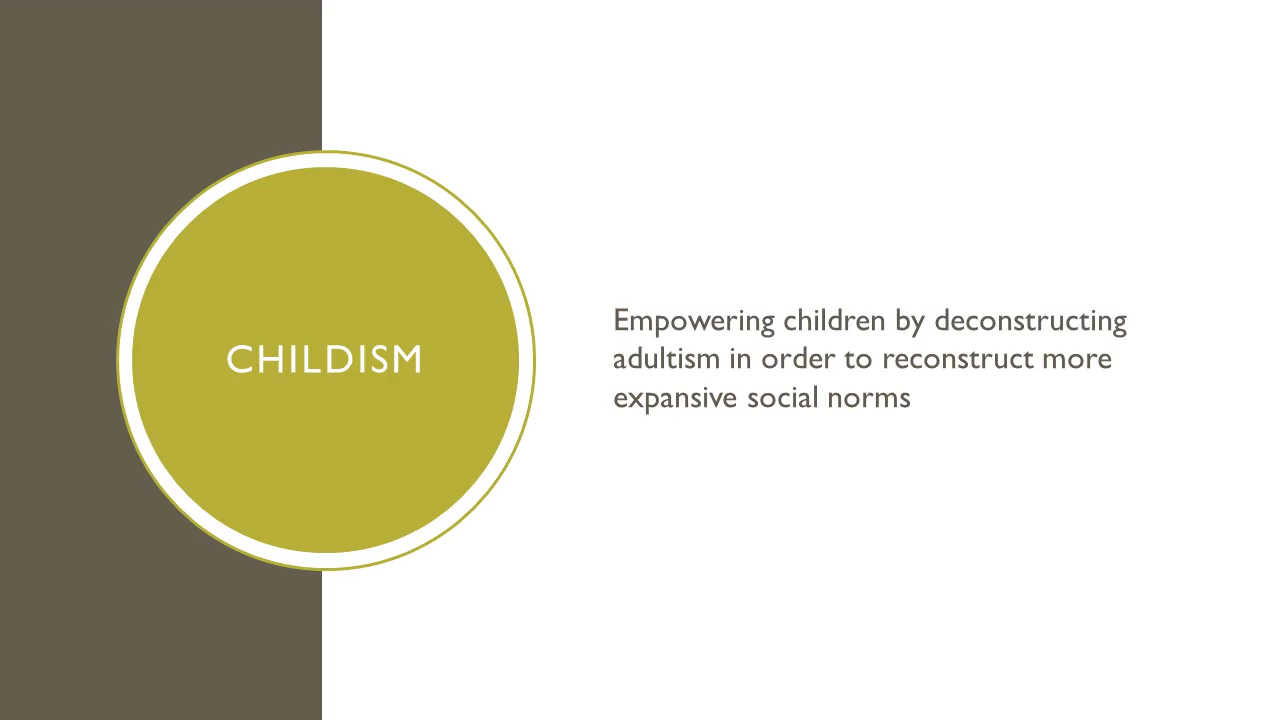 CHILDISM
Empowering children by deconstructing
adultism in order to reconstruct more
expansive social norms